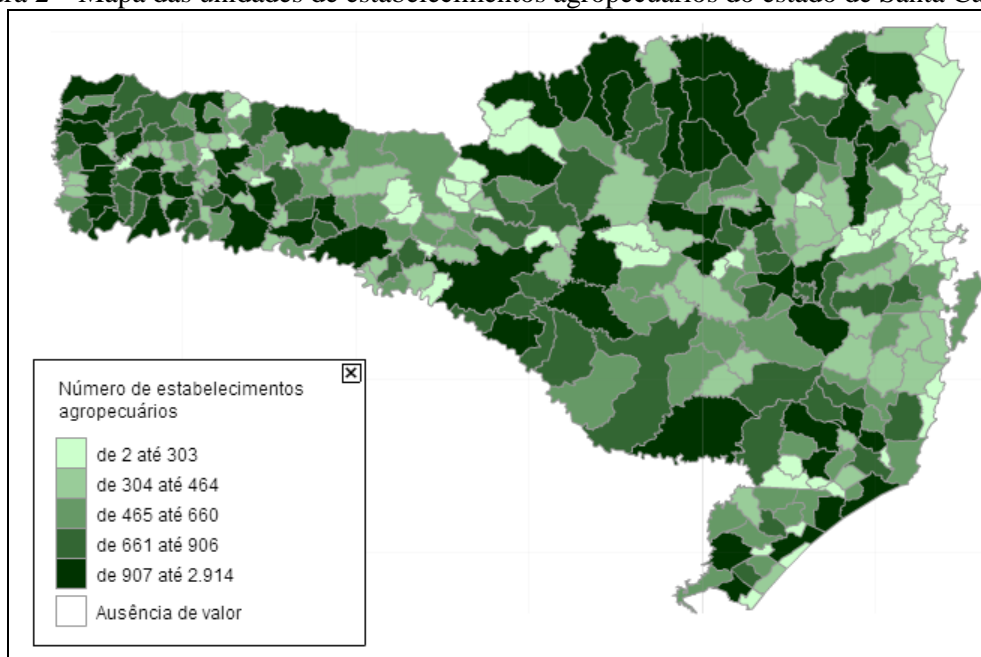 Mapa das unidades de estabelecimentos agropecuários do estado de Santa
Número de estabelecimentos
agropecuários
de 2 até 303
de 304 até 464
de 465 até 660
de 661 até 906
de 907 até 2.914
Ausência de valor